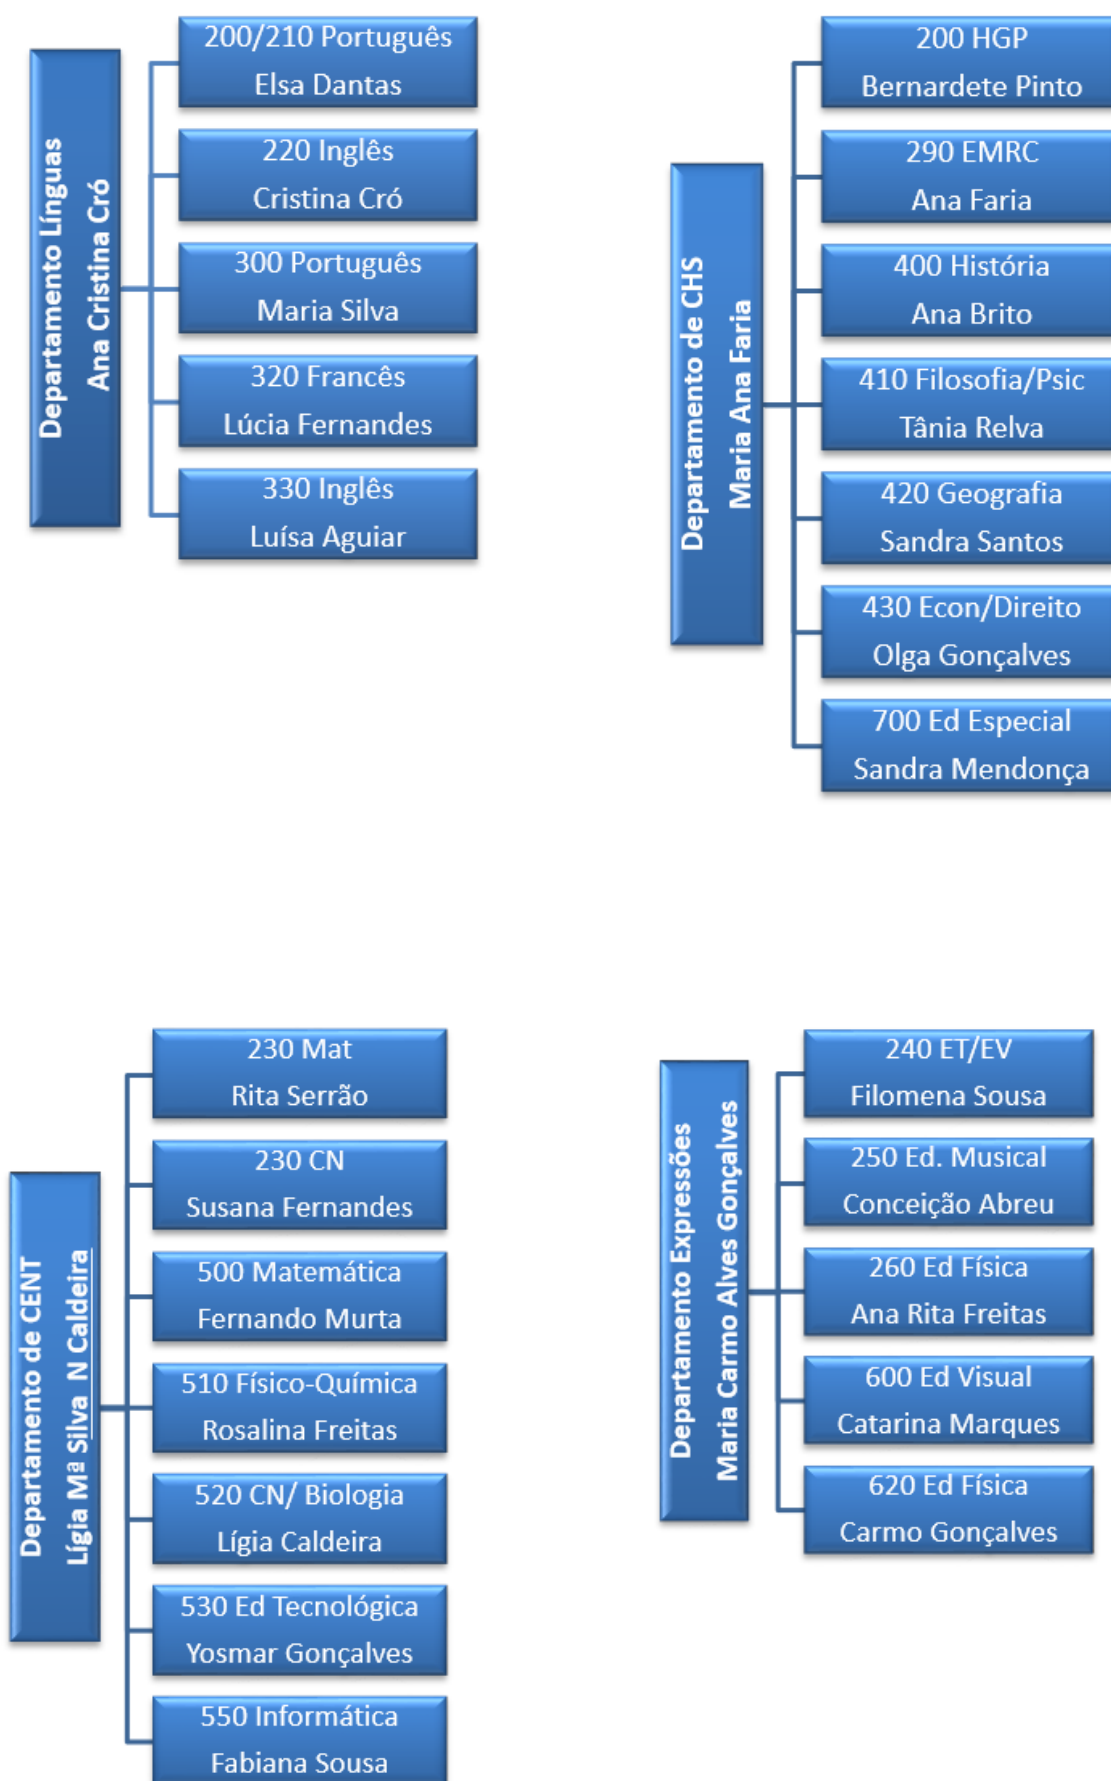 Departamento Línguas
Ana Cristina Cró
200/210 Português
Elsa Dantas
220 Inglês
Cristina Cró
300 Português
Maria Silva
320 Francês
Lúcia Fernandes
330 Inglês
Luísa Aguiar
Departamento de CHS
Maria Ana Faria
200 HGP
Bernardete Pinto
290 EMRC
Ana Faria
400 História
Ana Brito
410 Filosofia/Psic
Tânia Relva
420 Geografia
Sandra Santos
430 Econ/Direito
Olga Gonçalves
700 Ed Especial
Sandra Mendonça
Departamento de CENT
Lígia Mª Silva N Caldeira
230 Mat
Rita Serrão
230 CN
Susana Fernandes
500 Matemática
Fernando Murta
510 Físico-Química
Rosalina Freitas
520 CN/ Biologia
Lígia Caldeira
530 Ed Tecnológica
Yosmar Gonçalves
550 Informática
Fabiana Sousa
Departamento Expressões
Maria Carmo Alves Gonçalves
240 ET/EV
Filomena Sousa
250 Ed. Musical
Conceição Abreu
260 Ed Física
Ana Rita Freitas
600 Ed Visual
Catarina Marques
620 Ed Física
Carmo Gonçalves